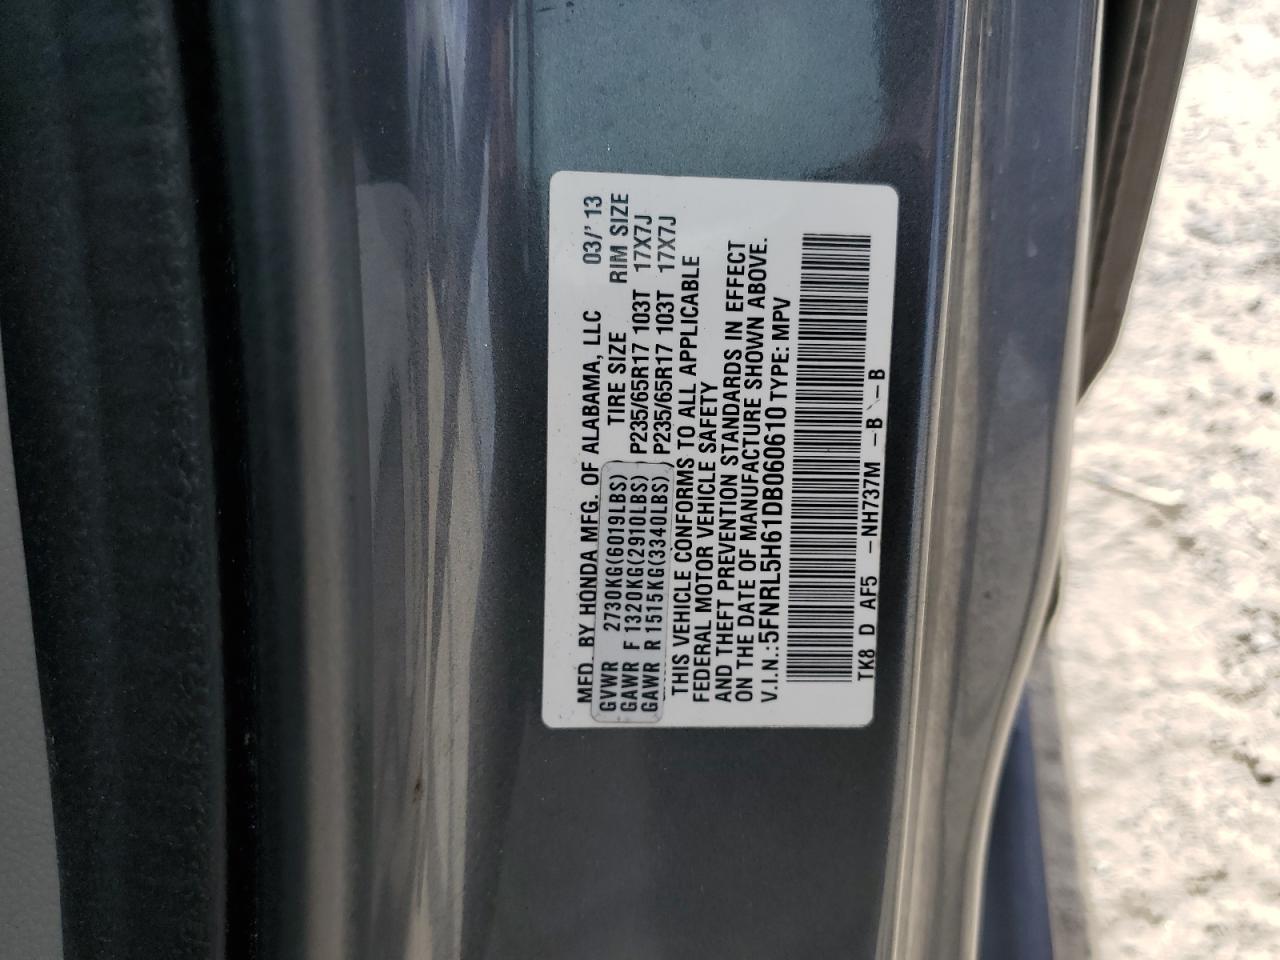 MFD. BY HONDA MFG. OF ALABAMA, LLC 03/'13
GVWR 2730KG(6019LBS) TIRE SIZE RIM SIZE
GAWR F 1320KG(2910LBS) P235/65R17 103T 17X7J
GAWR R 1515KG(3340LBS) P235/65R17 103T 17X7J
THIS VEHICLE CONFORMS TO ALL APPLICABLE
FEDERAL MOTOR VEHICLE SAFETY
AND THEFT PREVENTION STANDARDS IN EFFECT
ON THE DATE OF MANUFACTURE SHOWN ABOVE.
V.I.N.:5FNRL5H61DB060610 TYPE: MPV
TK8 D AF5 -NH737M -B -B